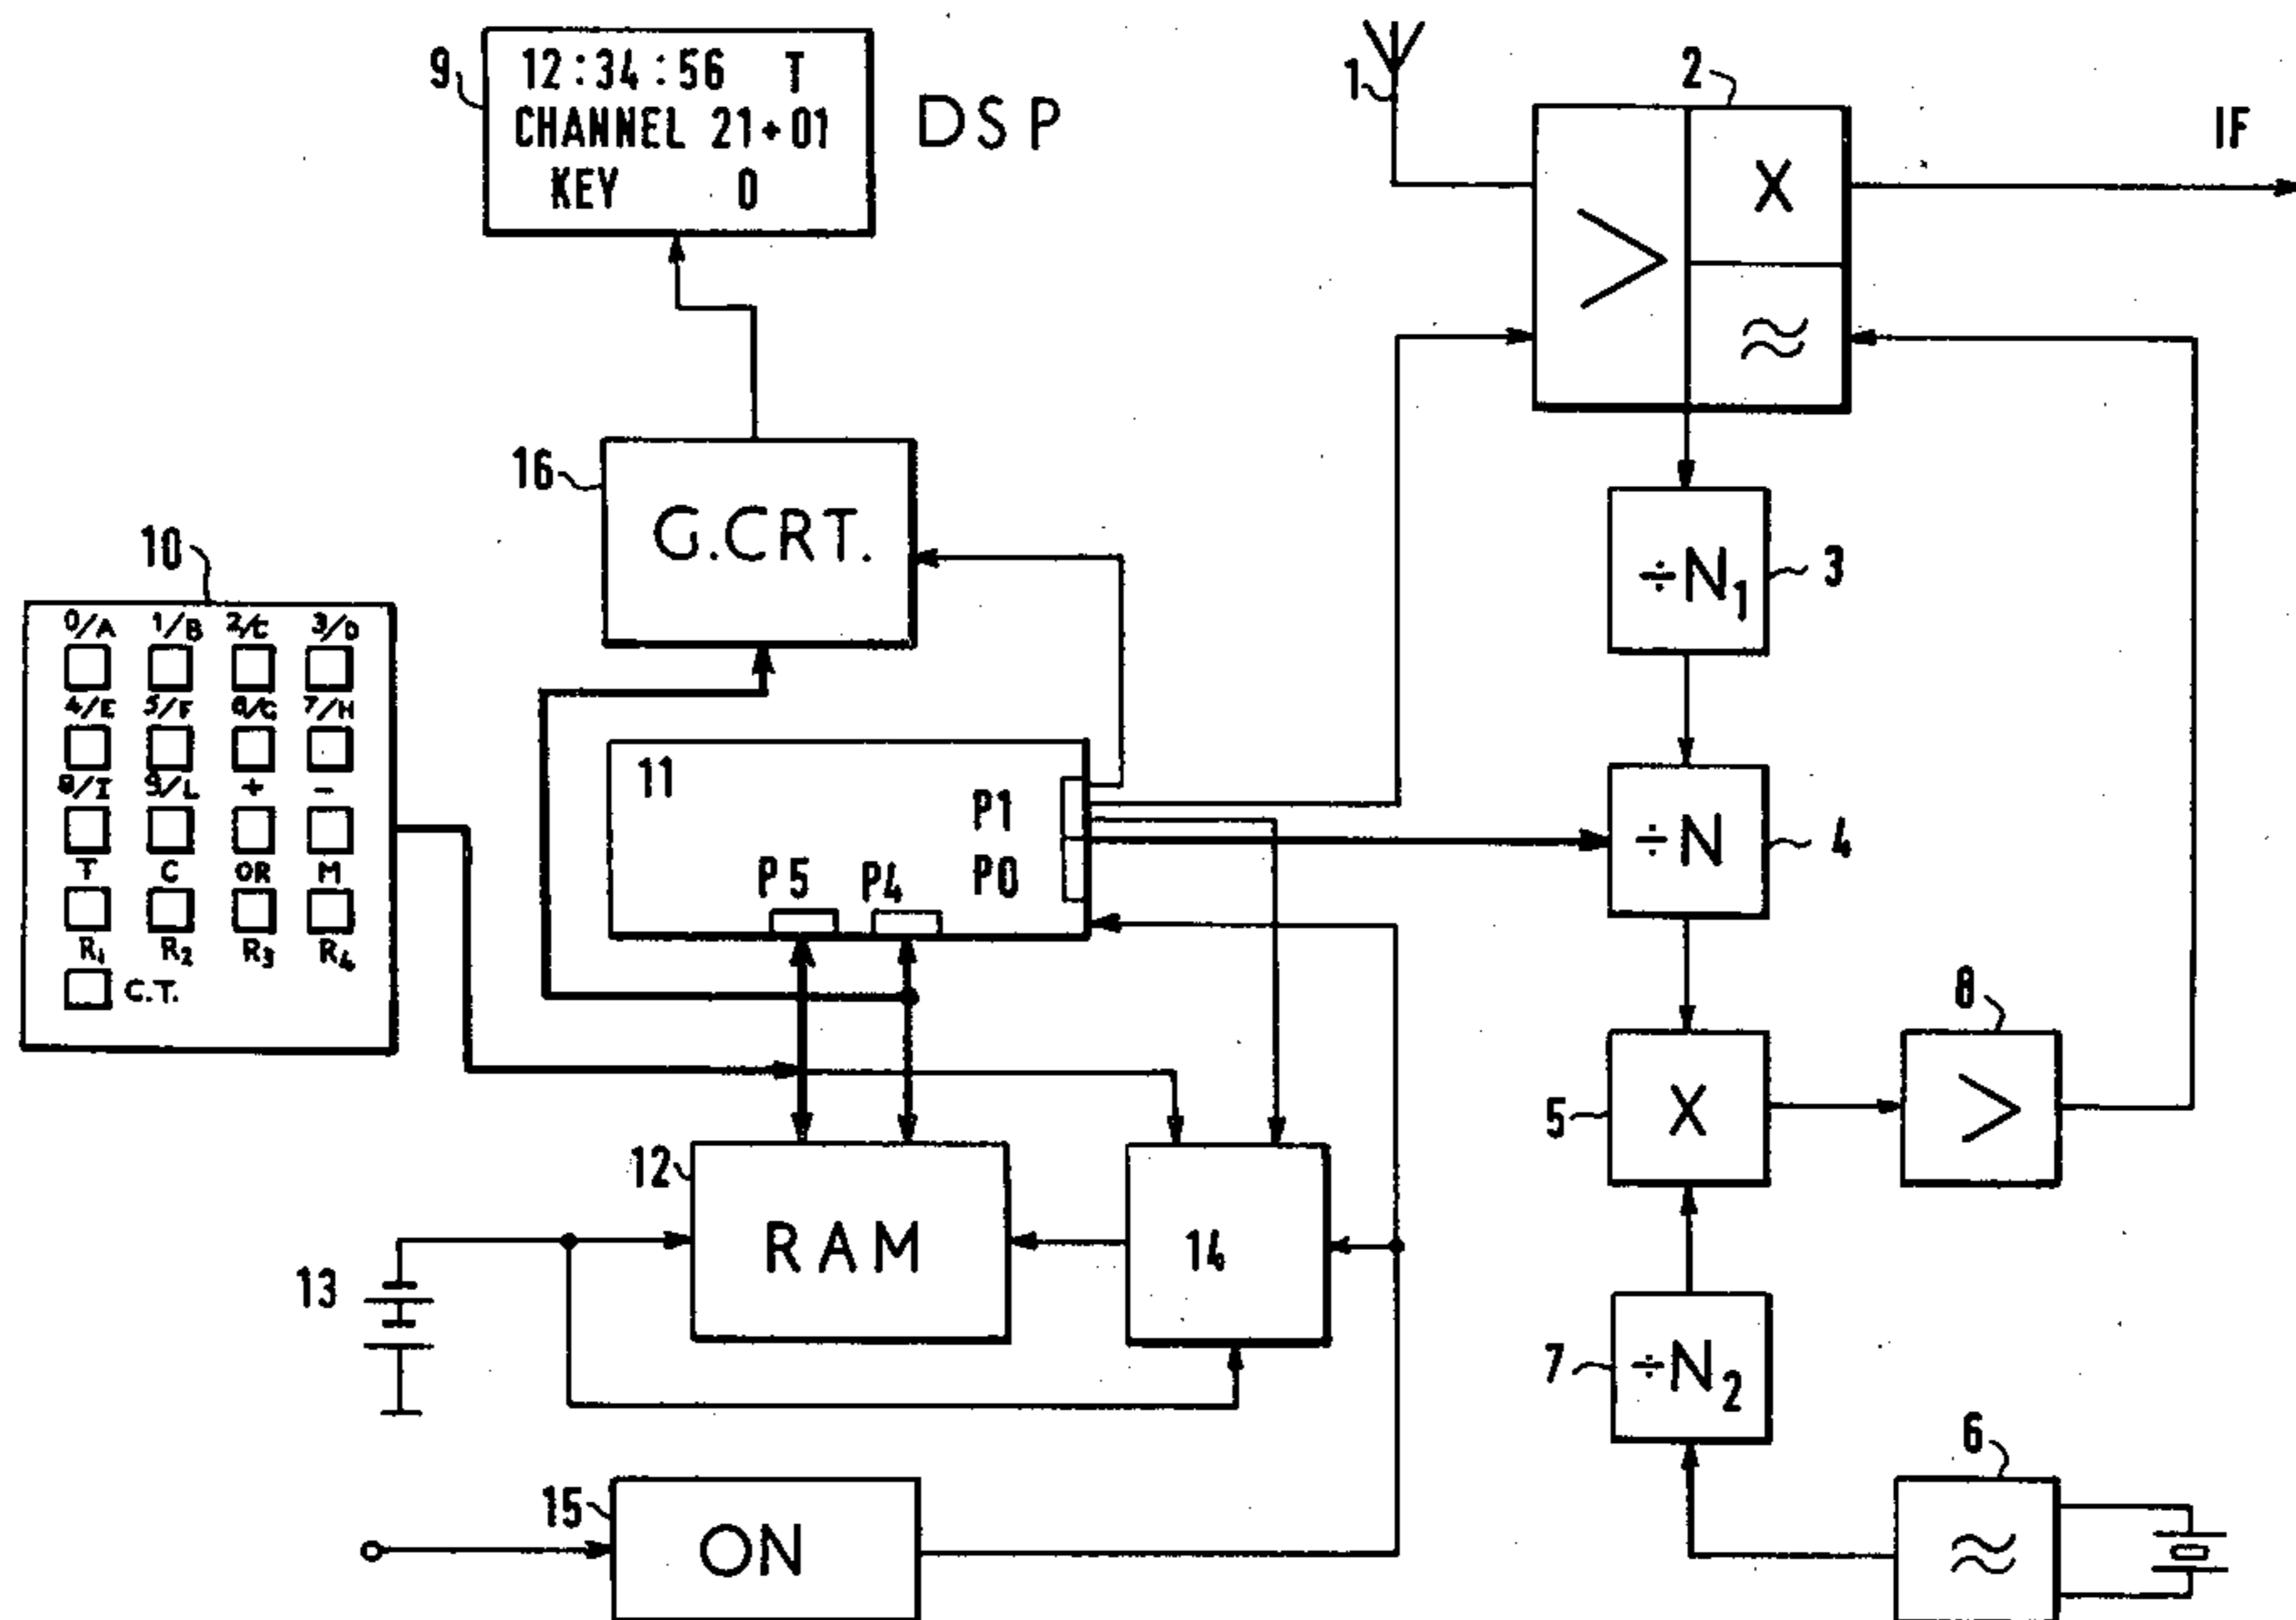 9
12:34:56 T
CHANNEL 21+01
KEY 0
DSP
1
2
X
IF
>
≈
16
G.CRT.
÷N₁
3
10
0/A 1/B 2/C 3/D
4/E 5/F 6/G 7/H
8/I 9/L + -
T C OR M
R₁ R₂ R₃ R₄
C.T.
11
P1
P0
P5
P4
÷N
4
8
5
X
>
12
RAM
14
13
7
÷N₂
6
≈
15
ON